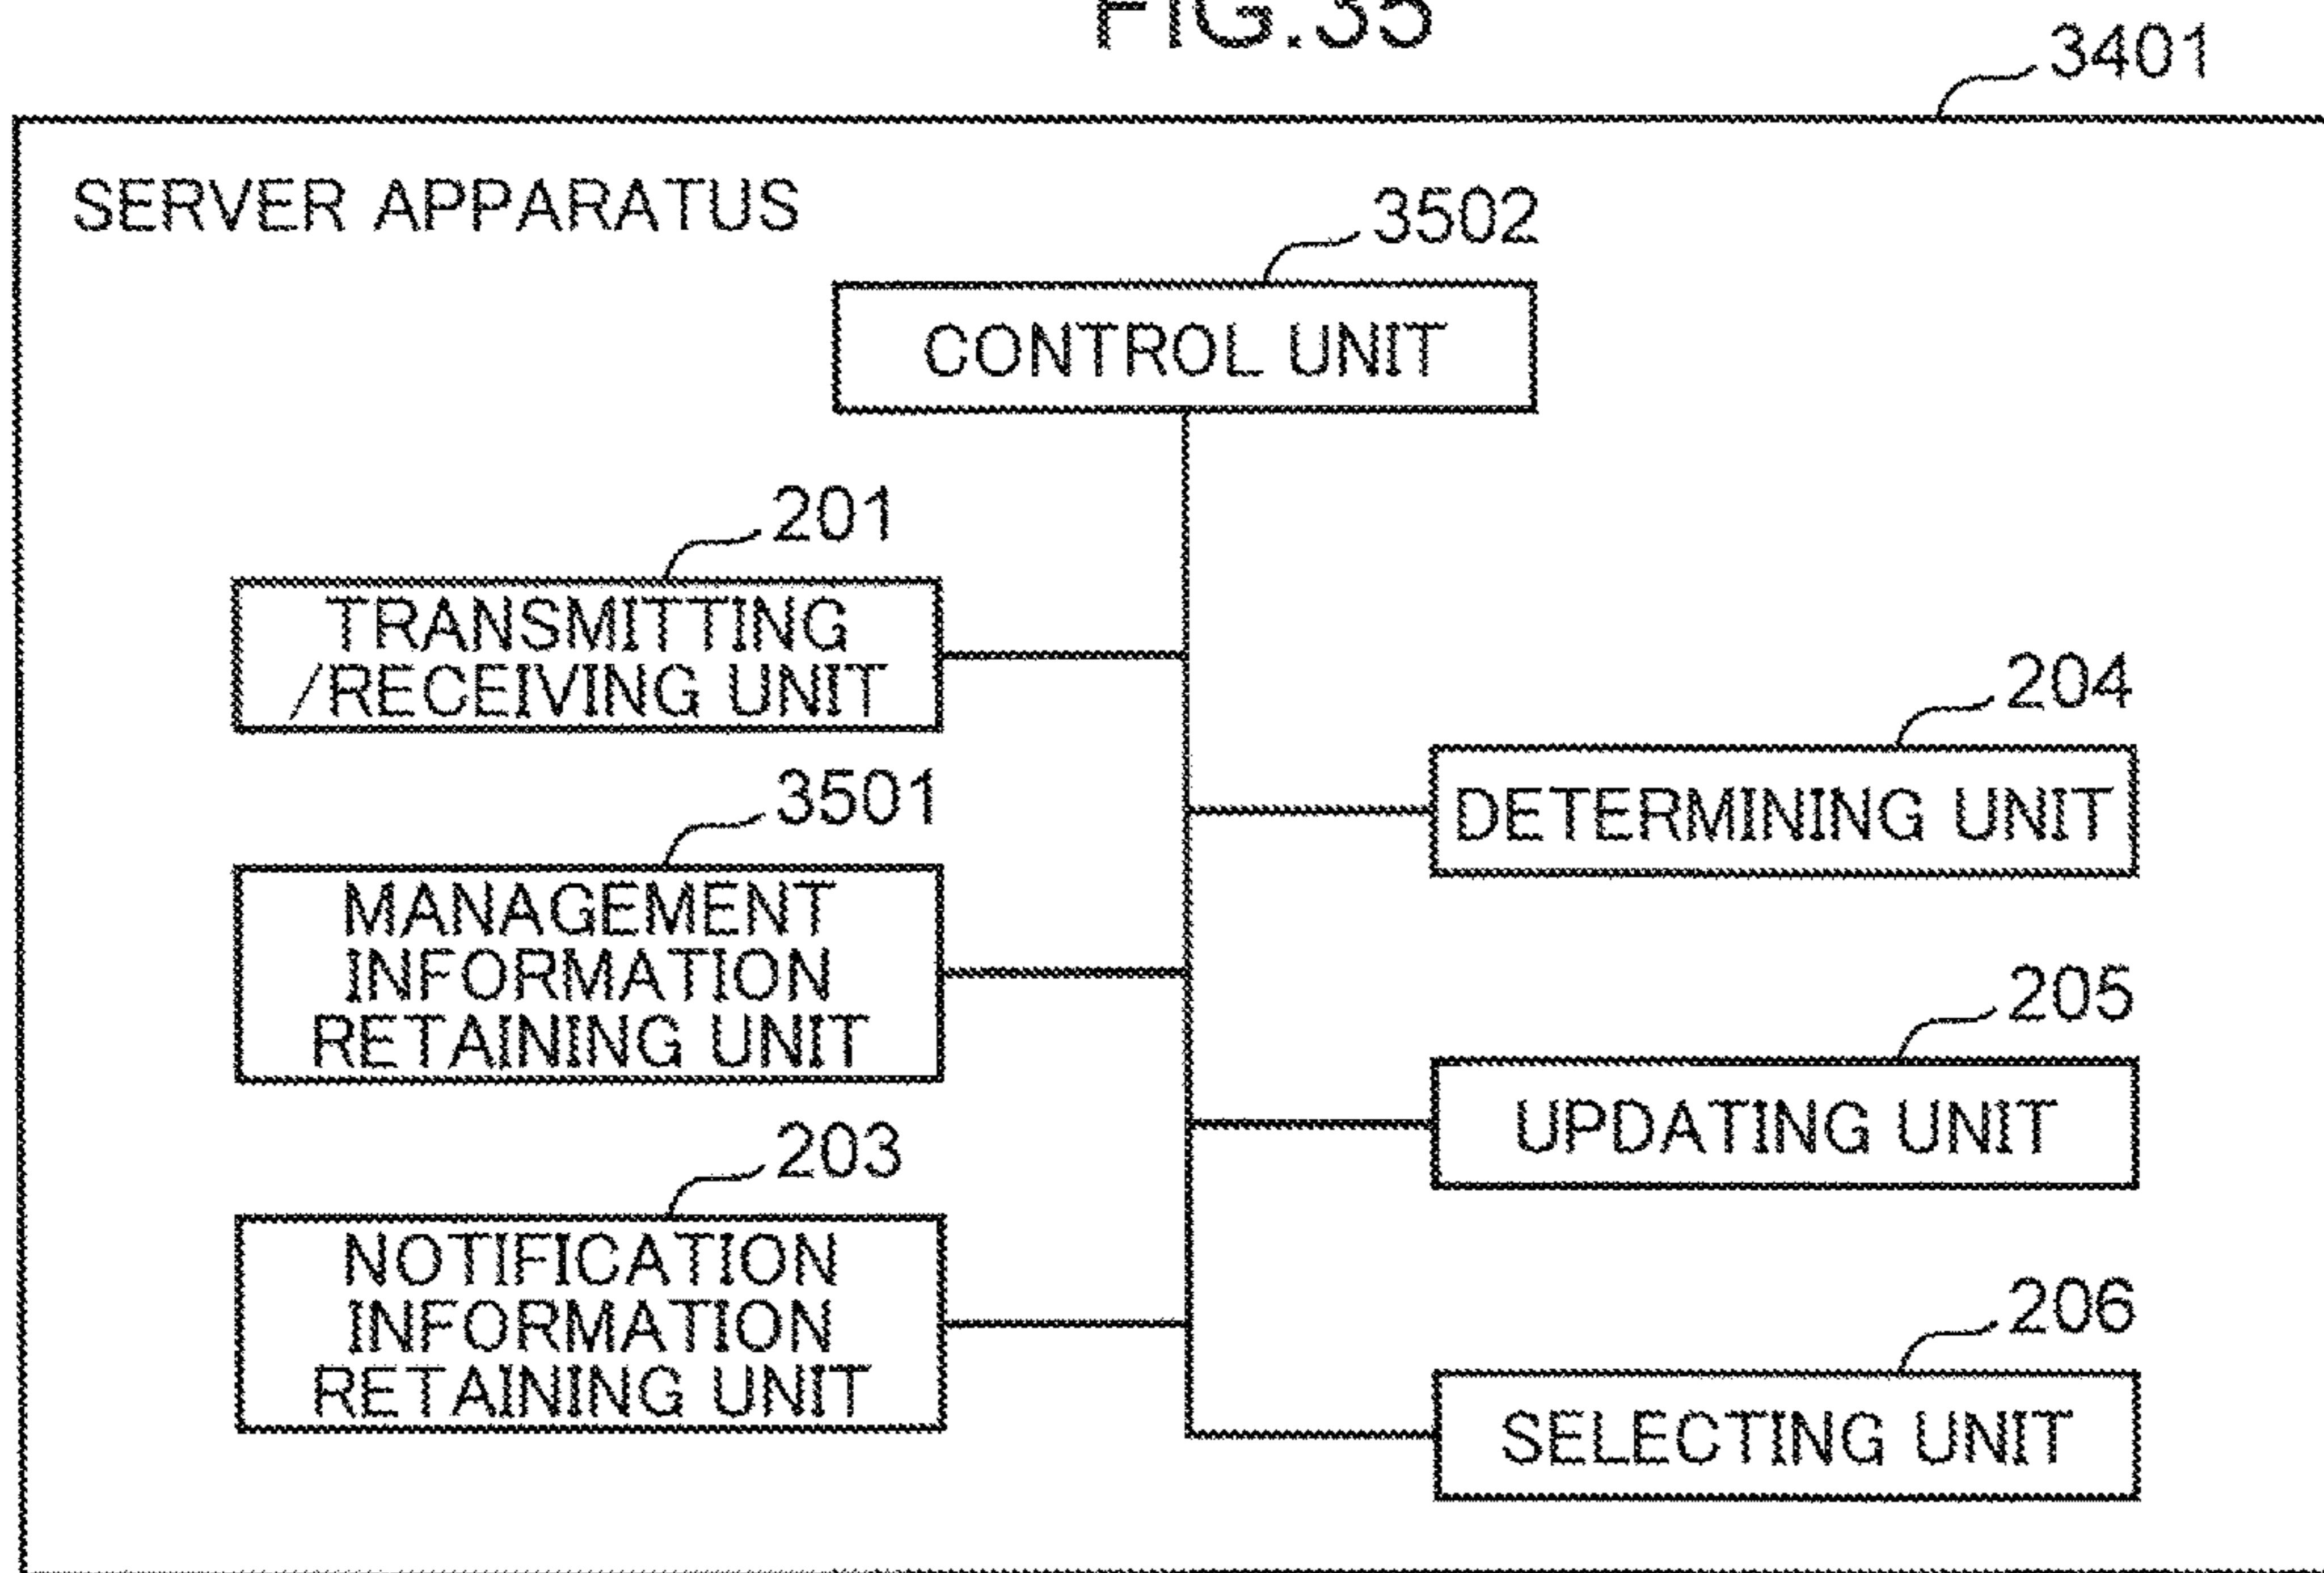 FIG.35
3401
SERVER APPARATUS
3502
CONTROL UNIT
201
TRANSMITTING
/RECEIVING UNIT
204
DETERMINING UNIT
3501
MANAGEMENT
INFORMATION
RETAINING UNIT
205
UPDATING UNIT
203
NOTIFICATION
INFORMATION
RETAINING UNIT
206
SELECTING UNIT